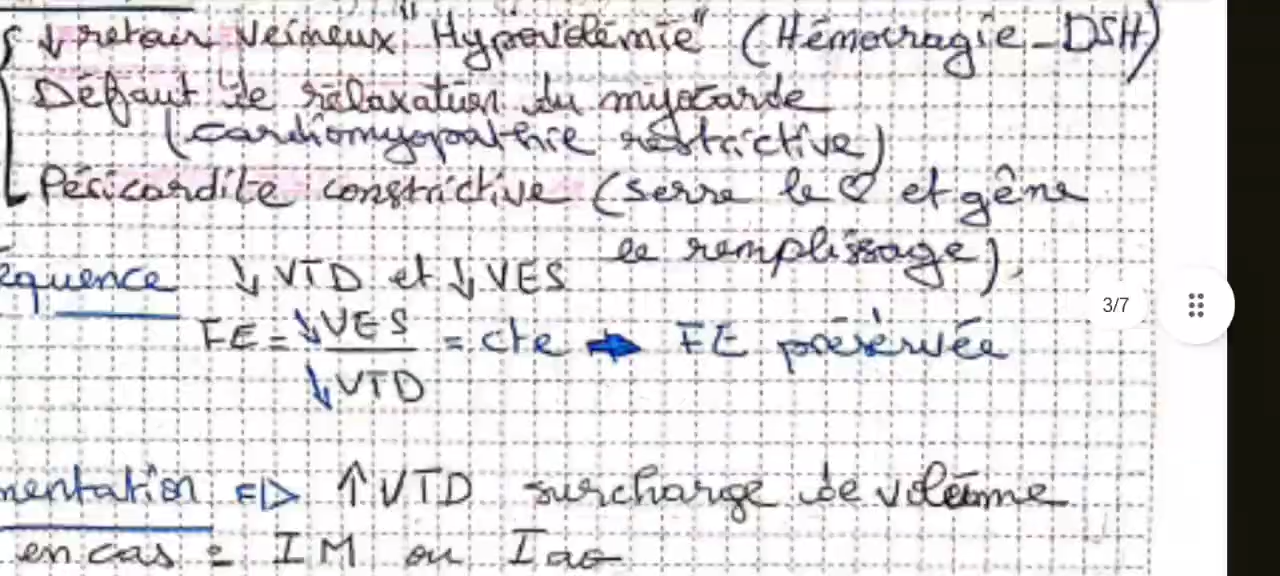 ↓ retour veineux "Hypovolémie" (Hémorragie - DSH)
Défaut de relaxation du myocarde
(cardiomyopathie restrictive)
Péricardite constrictive (serre le ♡ et gêne
le remplissage).
équence ↓ VTD et ↓ VES
FE = ↓VES / ↓VTD = cte ➡ FE préservée
3/7
mentation ⇒ ↑ VTD surcharge de volume
en cas : IM ou Iao